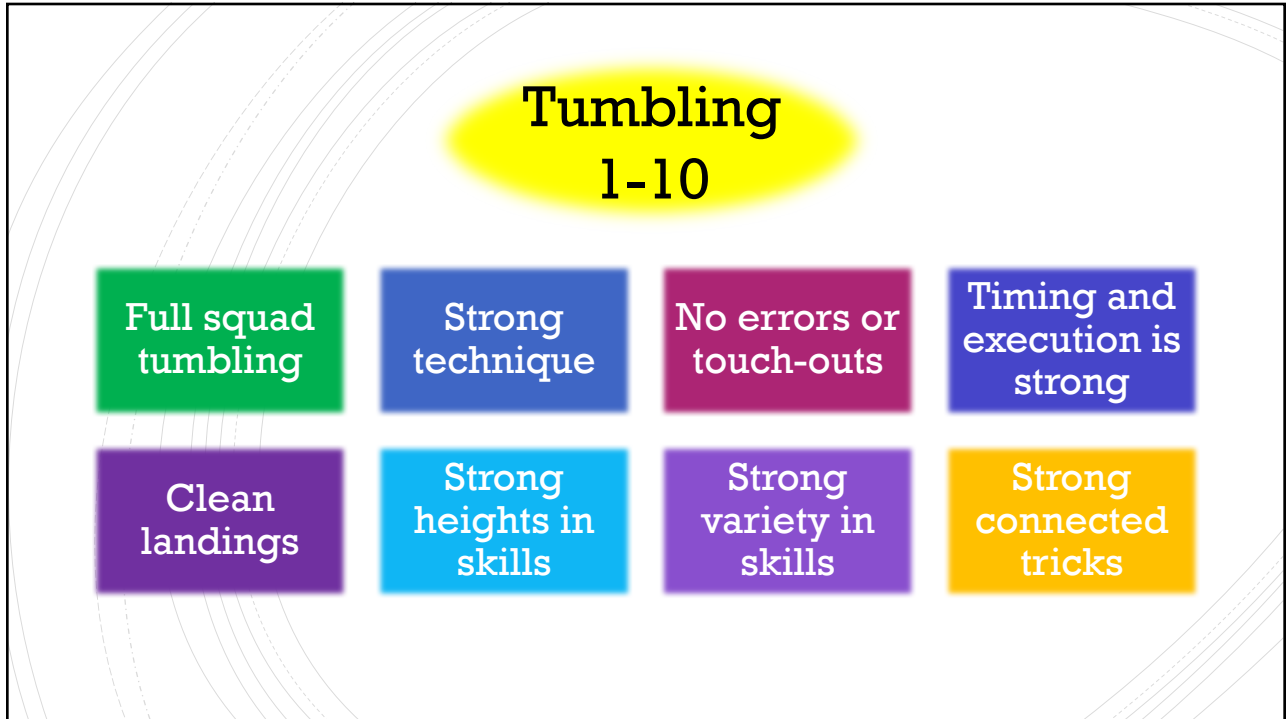 Tumbling
1-10
Full squad
tumbling
Strong
technique
No errors or
touch-outs
Timing and
execution is
strong
Clean
landings
Strong
heights in
skills
Strong
variety in
skills
Strong
connected
tricks